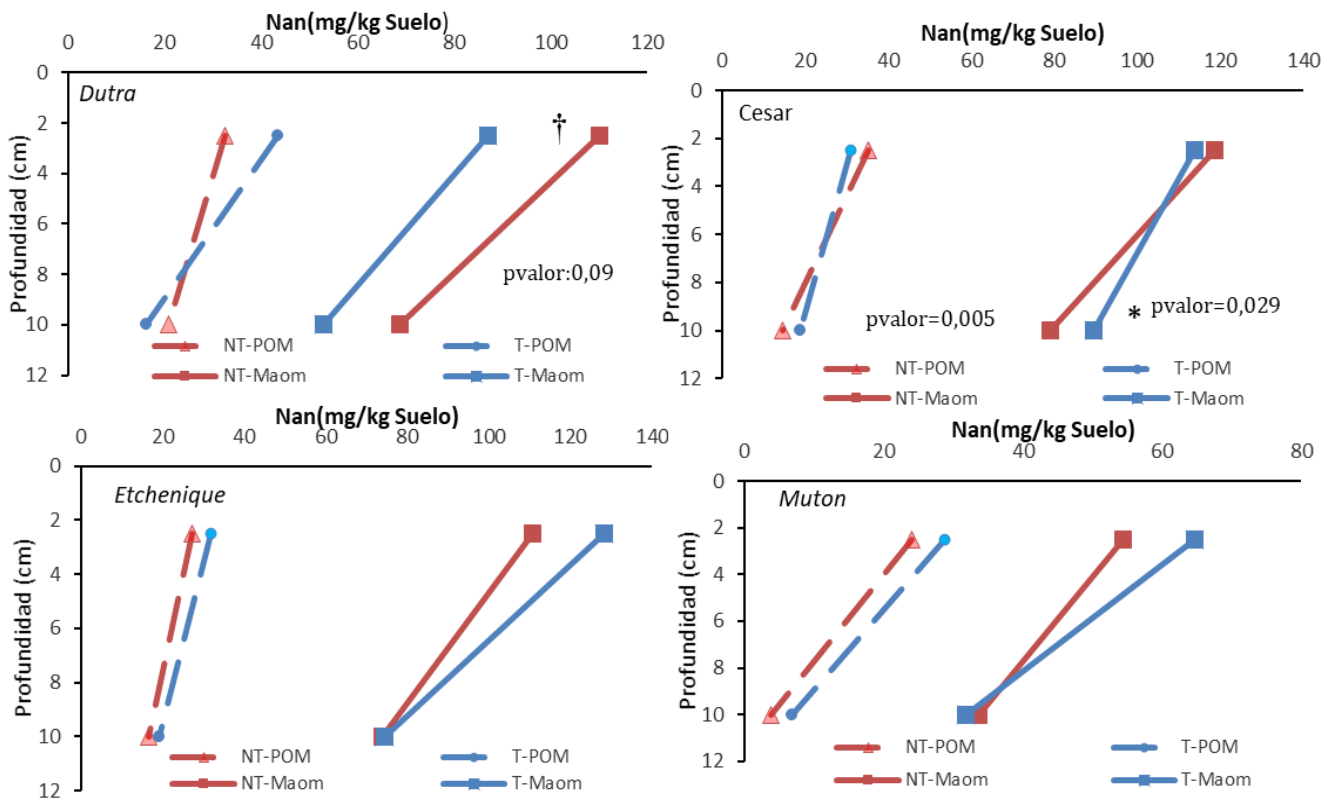 Nan(mg/kg Suelo)
0 20 40 60 80 100 120
Profundidad (cm)
0
2
4
6
8
10
12
Dutra
†
pvalor:0,09
NT-POM T-POM
NT-Maom T-Maom
Nan(mg/kg Suelo)
0 20 40 60 80 100 120 140
Profundidad (cm)
0
2
4
6
8
10
12
Cesar
pvalor=0,005 * pvalor=0,029
NT-POM T-POM
NT-Maom T-Maom
Nan(mg/kg Suelo)
0 20 40 60 80 100 120 140
Profundidad (cm)
0
2
4
6
8
10
12
Etchenique
NT-POM T-POM
NT-Maom T-Maom
Nan(mg/kg Suelo)
0 20 40 60 80
Profundidad (cm)
0
2
4
6
8
10
12
Muton
NT-POM T-POM
NT-Maom T-Maom